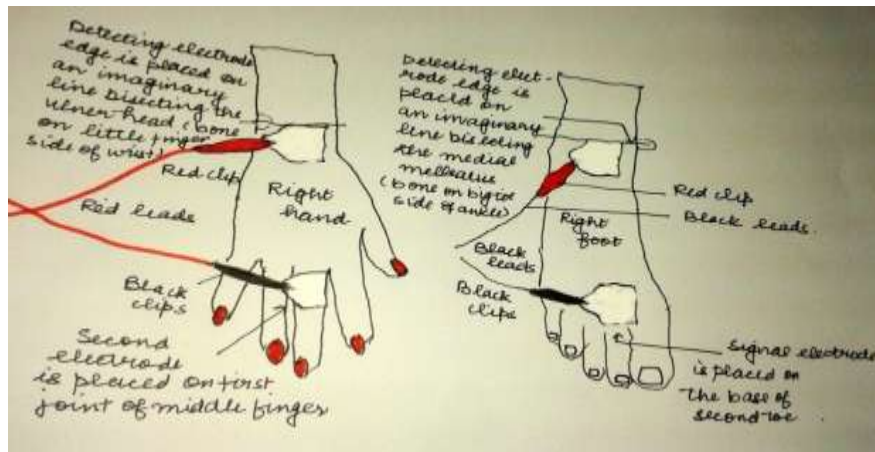 Detecting electrode
edge is placed on
an imaginary
line bisecting the
ulner head (bone
on little finger
side of wrist)
Red clip
Right
hand
Red leads
Black
clips
Second
electrode
is placed on first
joint of middle finger
Detecting elect-
rode edge is
placed on
an imaginary
line bisecting
the medial
melleatus
(bone on big toe
side of ankle)
Red clip
Black leads.
Right
foot
Black
leads
Black
clips
Signal electrode
is placed on
the base of
second toe.